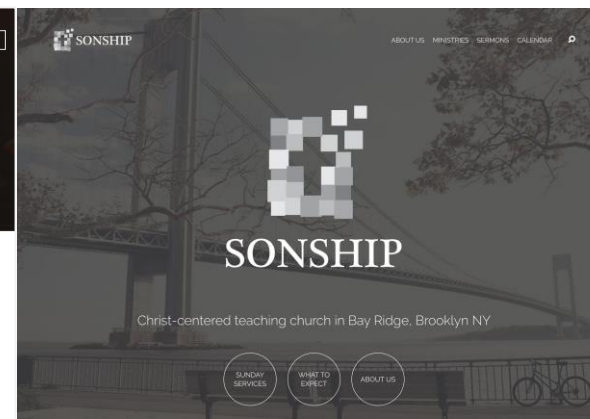 SONSHIP
ABOUT US MINISTRIES SERMONS CALENDAR
SONSHIP
Christ-centered teaching church in Bay Ridge, Brooklyn NY
SUNDAY
SERVICES
WHAT TO
EXPECT
ABOUT US